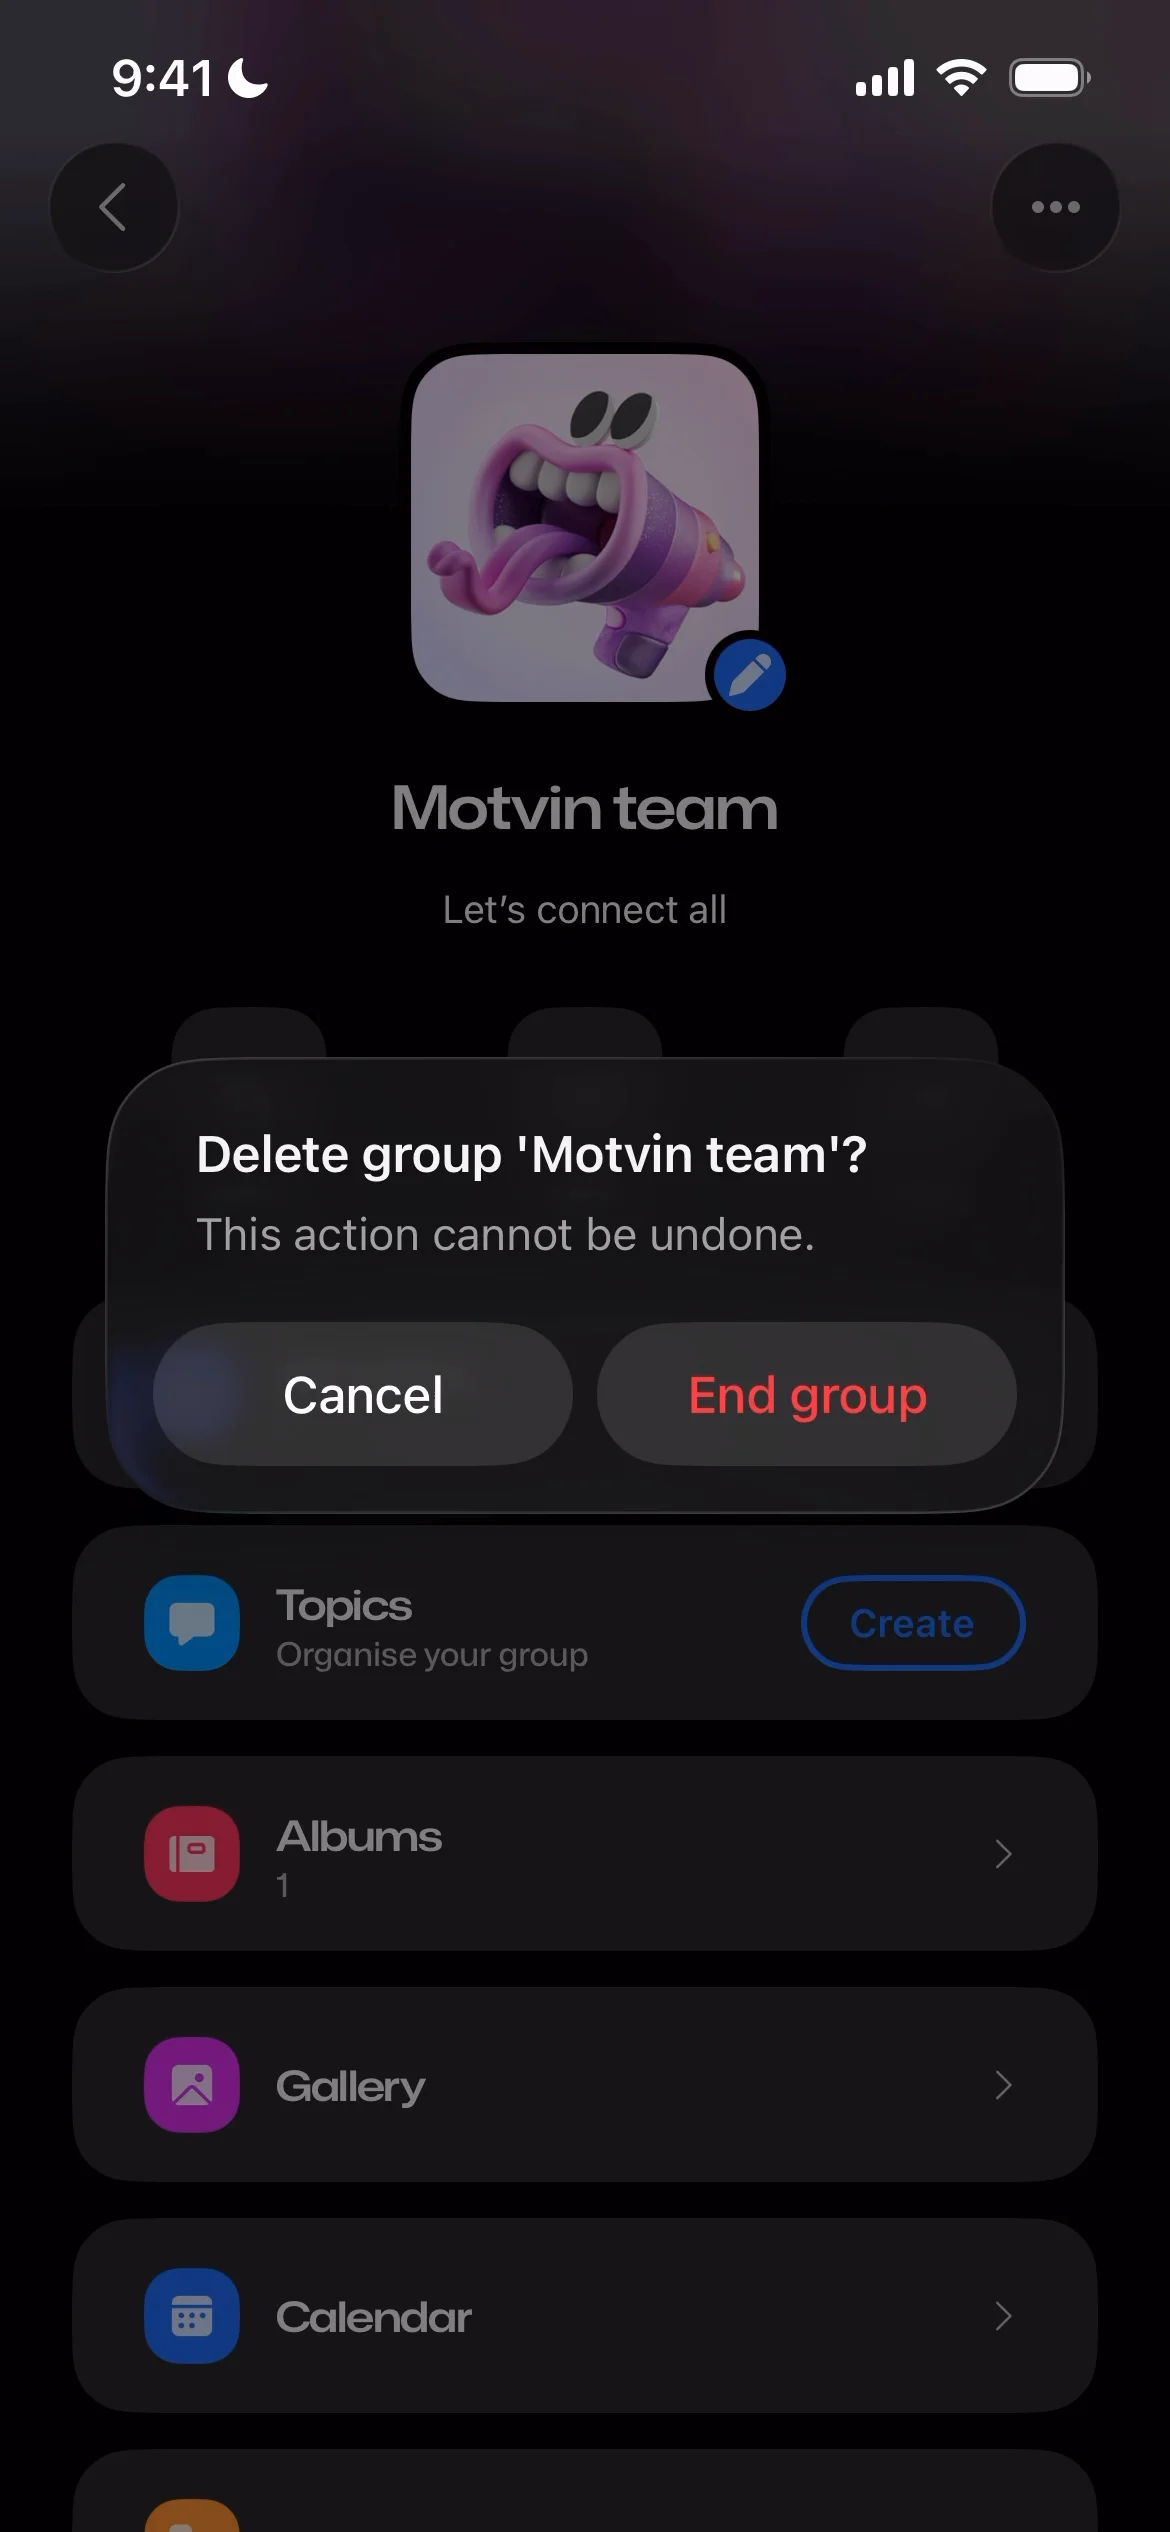 9:41
Motvin team
Let's connect all
Delete group 'Motvin team'?
This action cannot be undone.
Cancel
End group
Topics
Organise your group
Create
Albums
1
Gallery
Calendar